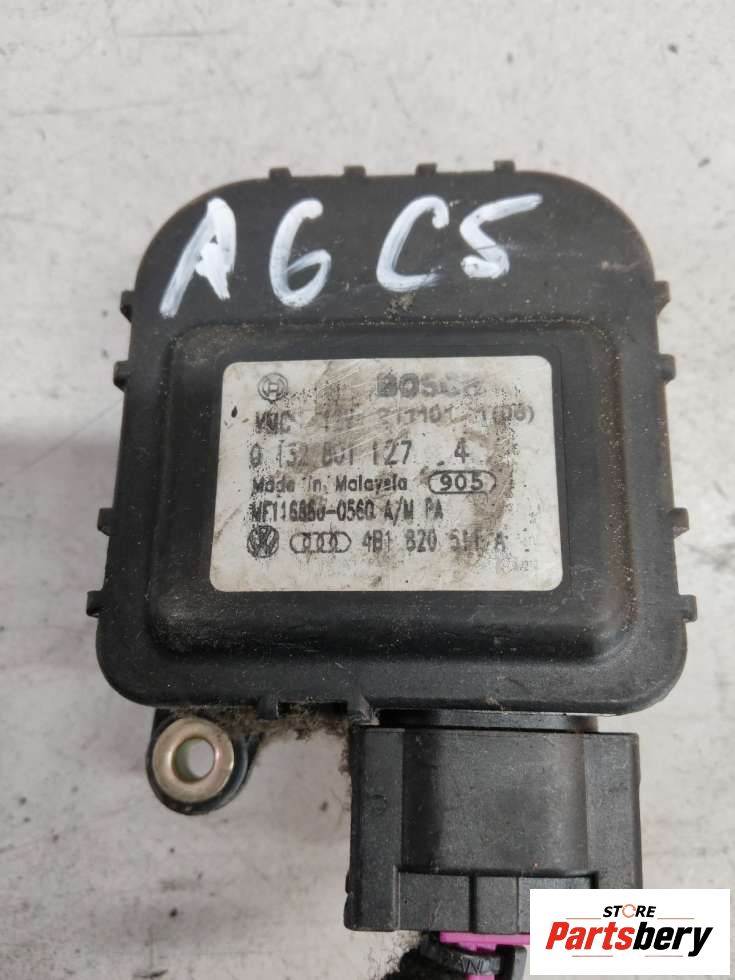 A6 C5
BOSCH
0 132 801 127 4
Made in Malaysia 905
MF116880-0560 A/M PA
4B1 820 511 A
STORE
Partsbery